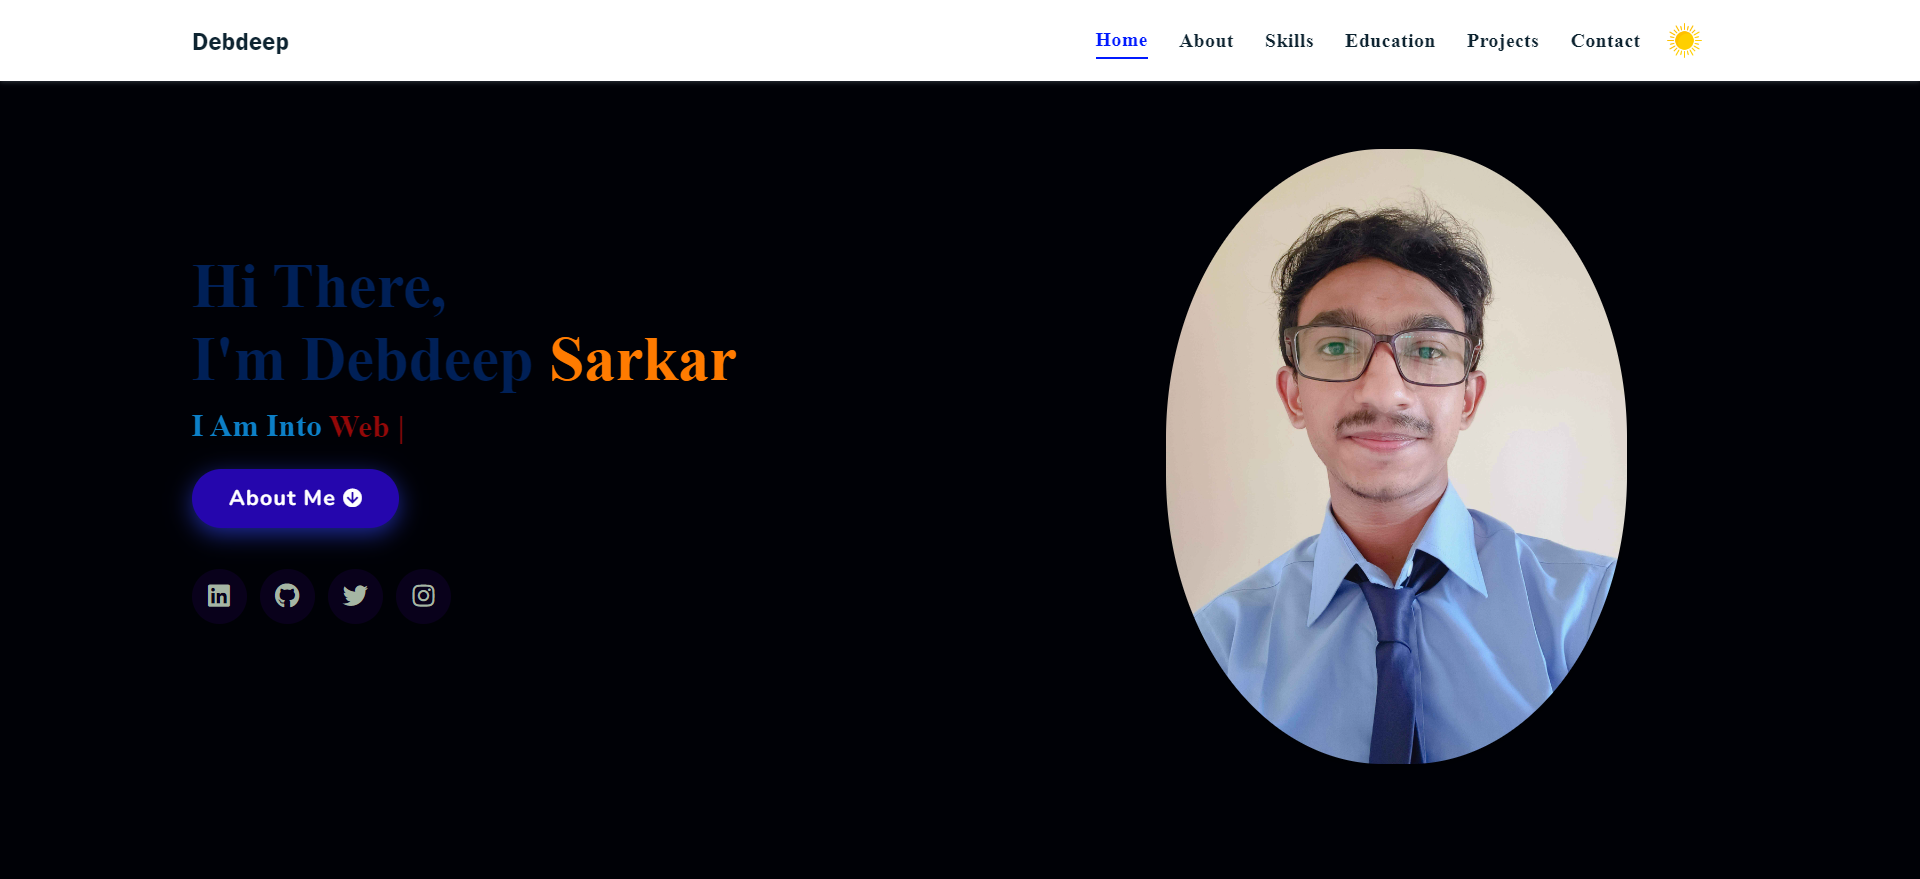 Debdeep
Home About Skills Education Projects Contact
Hi There,
I'm Debdeep Sarkar
I Am Into Web |
About Me